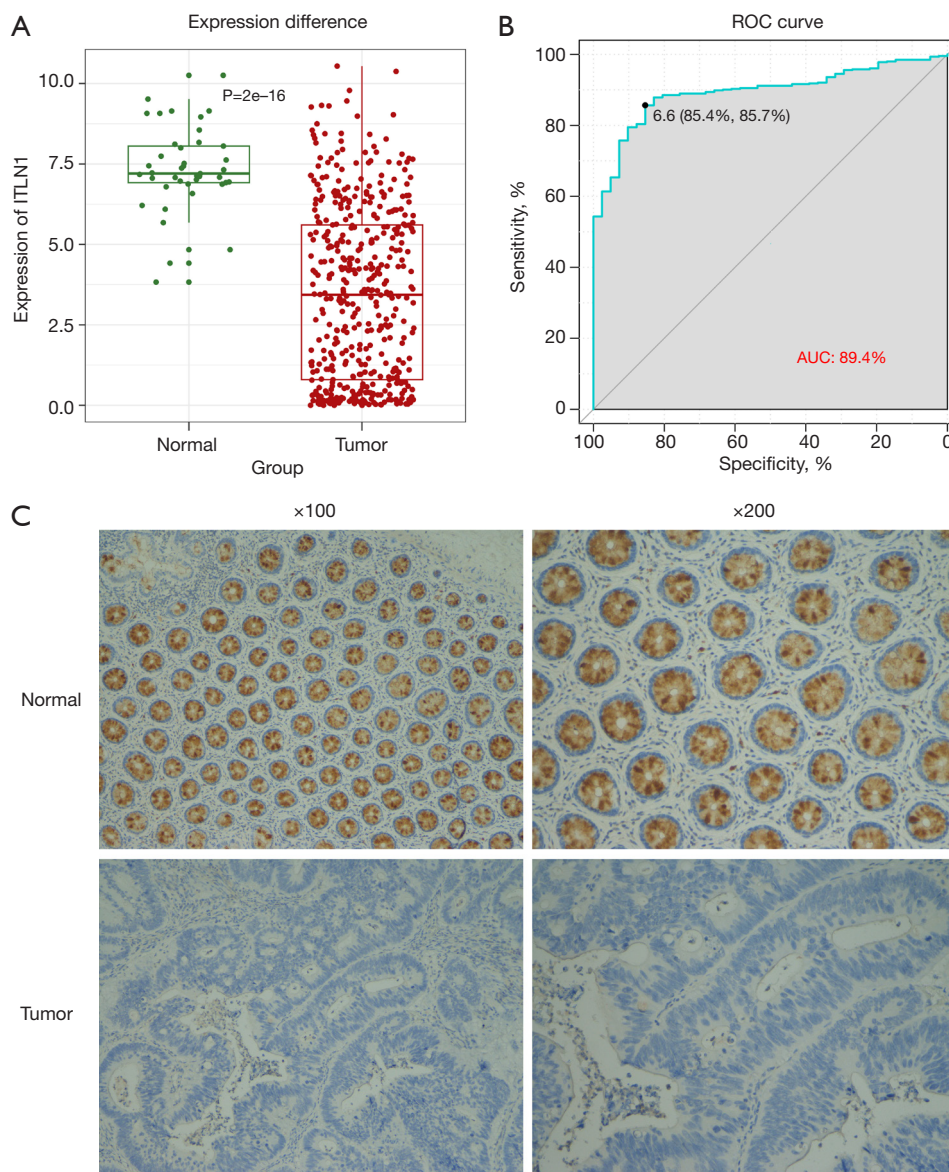 A
Expression difference
Expression of ITLN1
10.0
7.5
5.0
2.5
0.0
P=2e–16
Normal
Tumor
Group
B
ROC curve
Sensitivity, %
100
80
60
40
20
0
6.6 (85.4%, 85.7%)
AUC: 89.4%
100
80
60
40
20
0
Specificity, %
C
×100
×200
Normal
Tumor